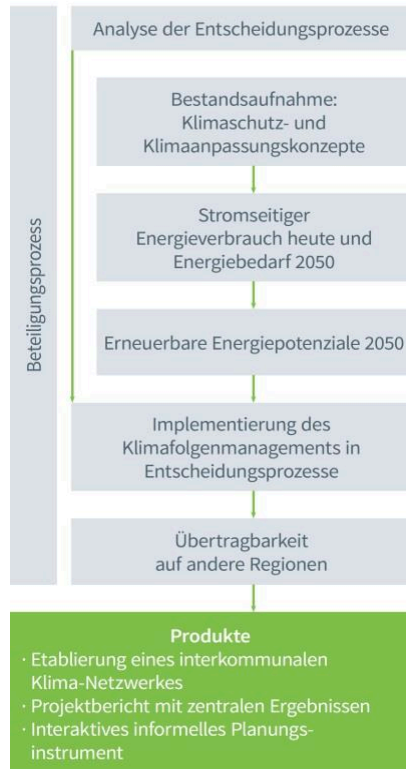 Analyse der Entscheidungsprozesse
Bestandsaufnahme:
Klimaschutz- und
Klimaanpassungskonzepte
Stromseitiger
Energieverbrauch heute und
Energiebedarf 2050
Erneuerbare Energiepotenziale 2050
Implementierung des
Klimafolgenmanagements in
Entscheidungsprozesse
Übertragbarkeit
auf andere Regionen
Beteiligungsprozess
Produkte
· Etablierung eines interkommunalen
Klima-Netzwerkes
· Projektbericht mit zentralen Ergebnissen
· Interaktives informelles Planungs-
instrument